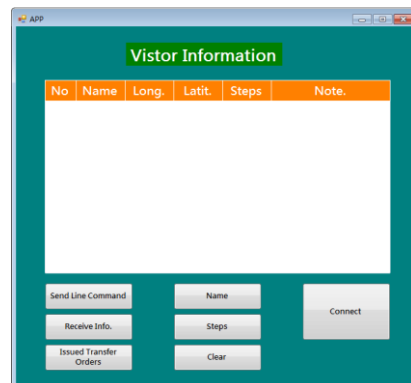 APP
Vistor Information
No Name Long. Latit. Steps Note.
Send Line Command Name Connect
Receive Info. Steps
Issued Transfer
Orders
Clear